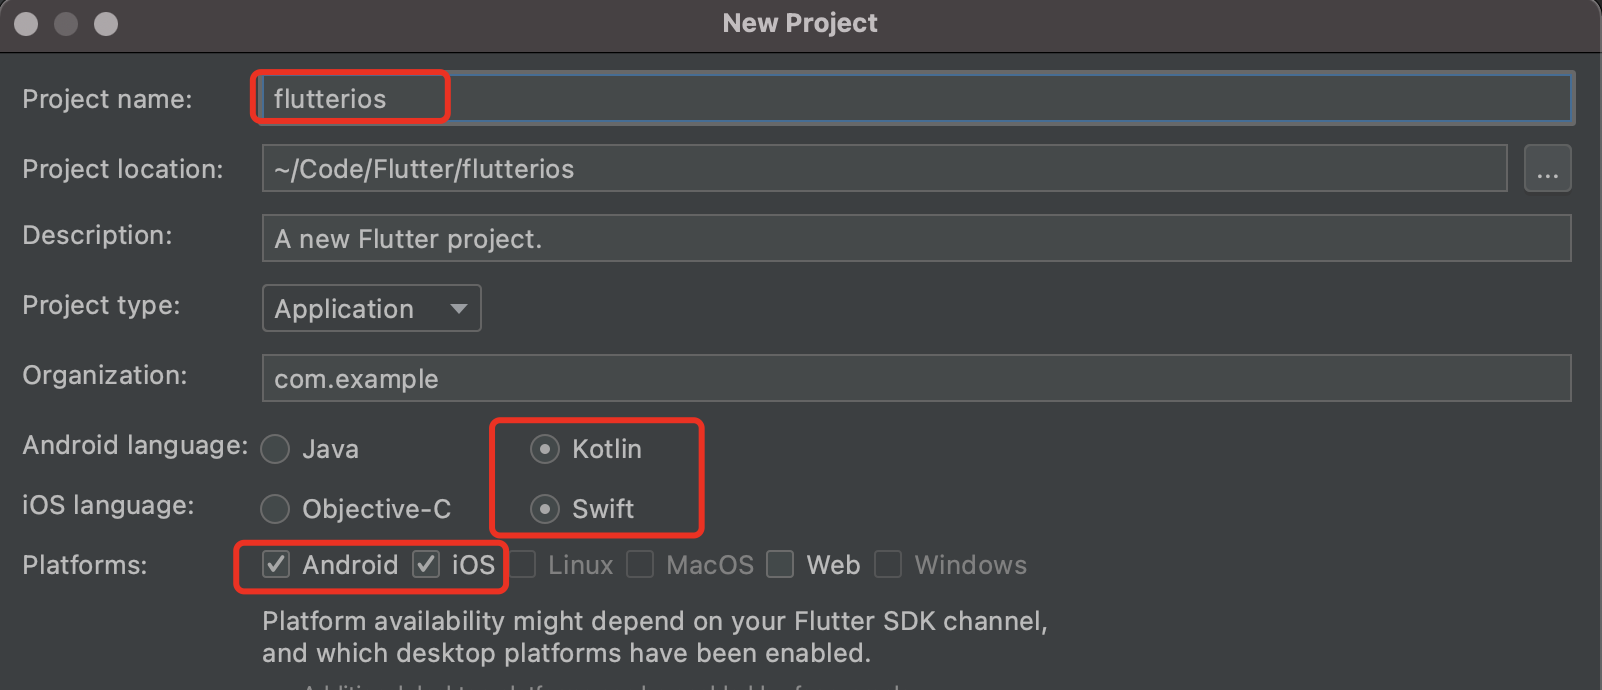 New Project
Project name: flutterios
Project location: ~/Code/Flutter/flutterios ...
Description: A new Flutter project.
Project type: Application
Organization: com.example
Android language: Java Kotlin
iOS language: Objective-C Swift
Platforms: Android iOS Linux MacOS Web Windows
Platform availability might depend on your Flutter SDK channel,
and which desktop platforms have been enabled.